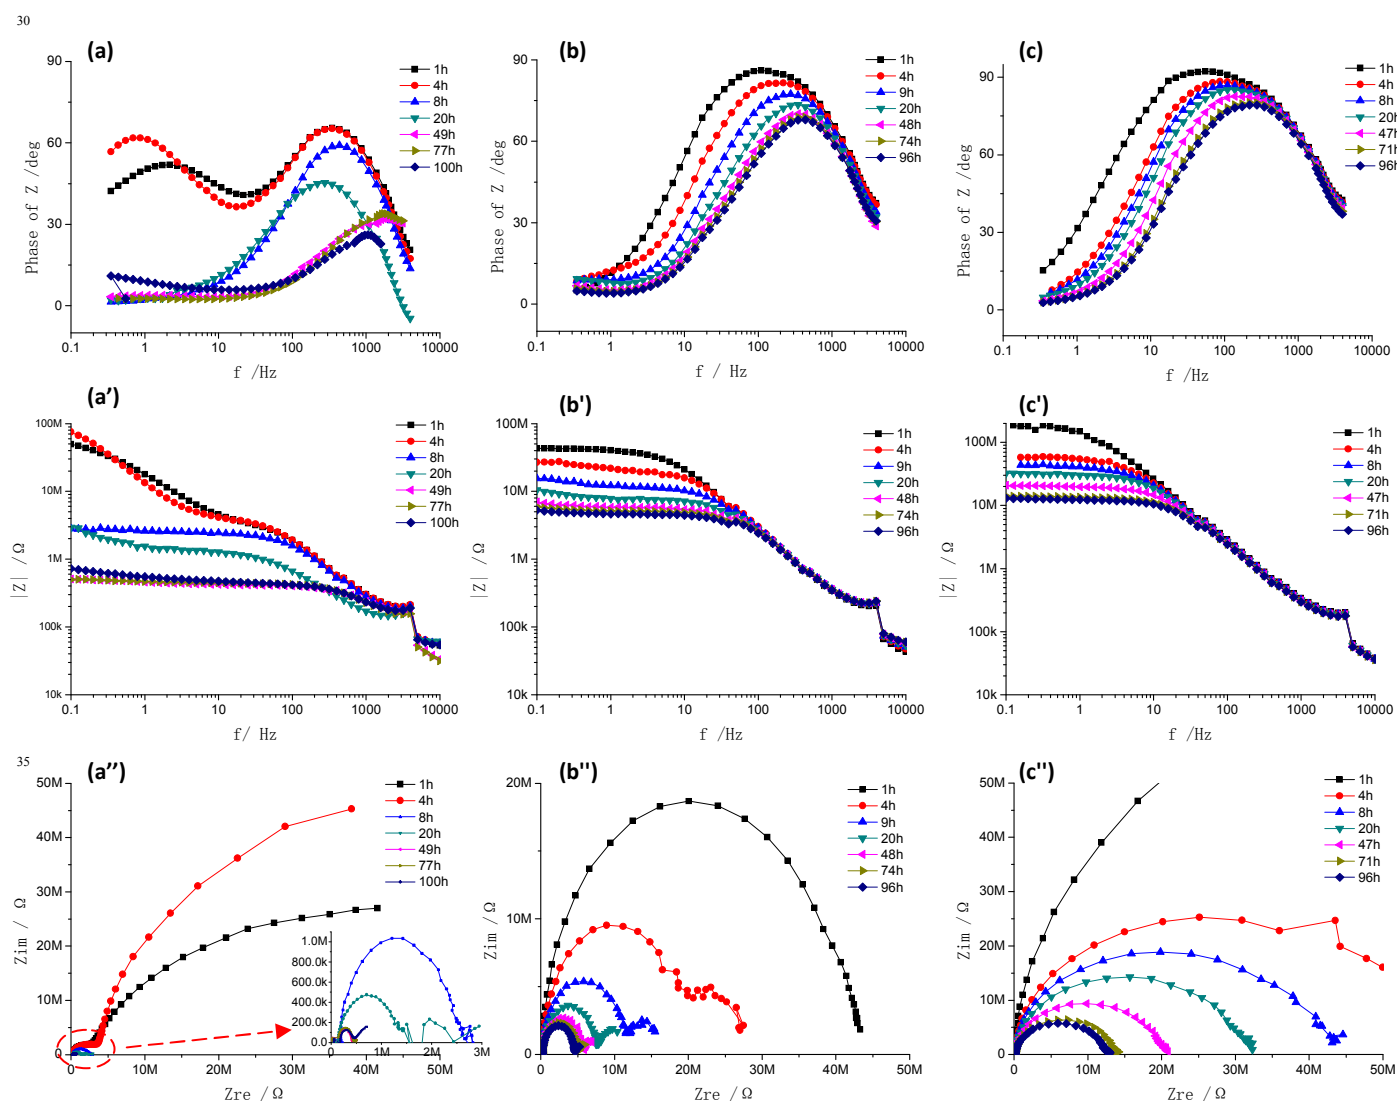 30
(a)
90
60
30
0
0.1 1 10 100 1000 10000
Phase of Z /deg
f /Hz
1h
4h
8h
20h
49h
77h
100h
(b)
90
60
30
0
0.1 1 10 100 1000 10000
Phase of Z /deg
f / Hz
1h
4h
9h
20h
48h
74h
96h
(c)
90
60
30
0
0.1 1 10 100 1000 10000
Phase of Z /deg
f /Hz
1h
4h
8h
20h
47h
71h
96h
(a')
100M
10M
1M
100k
10k
0.1 1 10 100 1000 10000
|Z| /Ω
f/ Hz
1h
4h
8h
20h
49h
77h
100h
(b')
100M
10M
1M
100k
10k
0.1 1 10 100 1000 10000
|Z| /Ω
f /Hz
1h
4h
9h
20h
48h
74h
96h
(c')
100M
10M
1M
100k
10k
0.1 1 10 100 1000 10000
|Z| /Ω
f /Hz
1h
4h
8h
20h
47h
71h
96h
35
(a'')
50M
40M
30M
20M
10M
0
0 10M 20M 30M 40M 50M
Zim / Ω
Zre /Ω
1h
4h
8h
20h
49h
77h
100h
1.0M
800.0k
600.0k
400.0k
200.0k
0.0
0 1M 2M 3M
(b'')
20M
10M
0
0 10M 20M 30M 40M 50M
Zim / Ω
Zre / Ω
1h
4h
9h
20h
48h
74h
96h
(c'')
50M
40M
30M
20M
10M
0
0 10M 20M 30M 40M 50M
Zim / Ω
Zre / Ω
1h
4h
8h
20h
47h
71h
96h